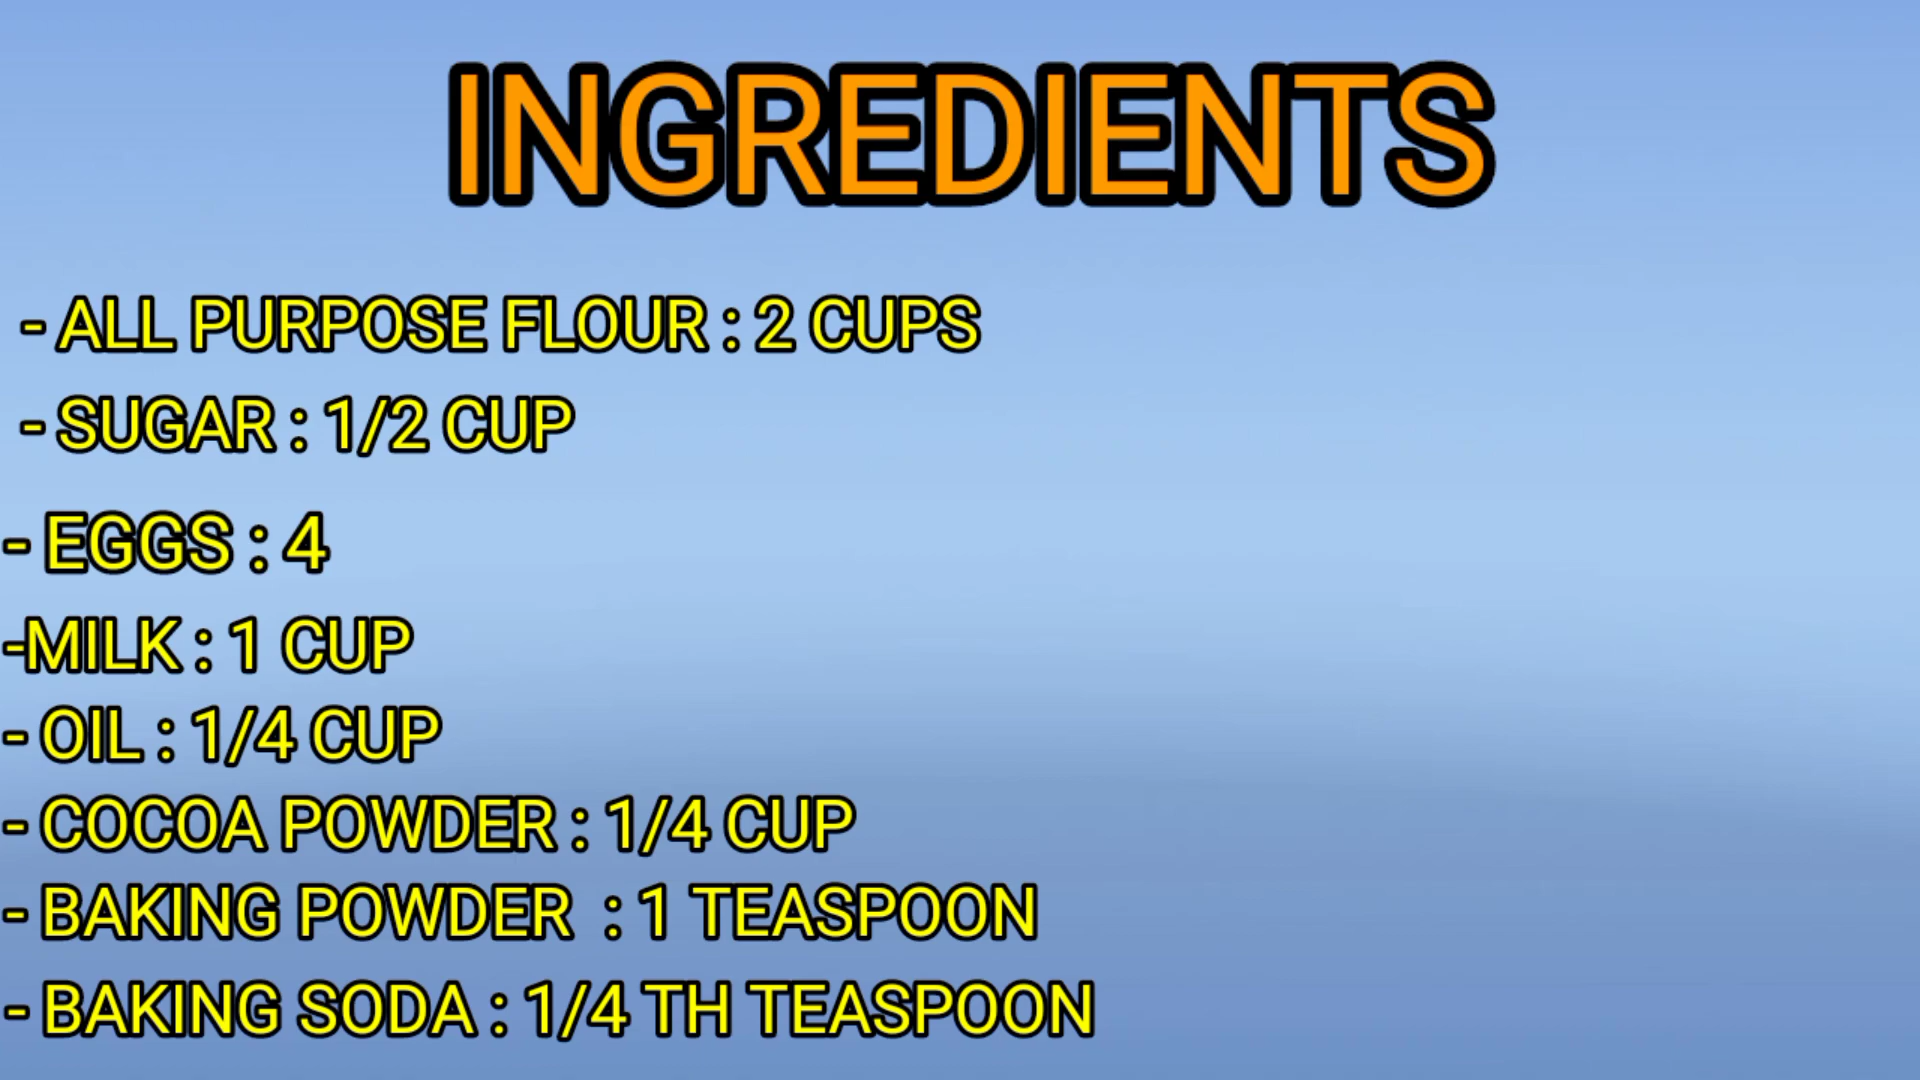 INGREDIENTS
- ALL PURPOSE FLOUR : 2 CUPS
- SUGAR : 1/2 CUP
- EGGS : 4
-MILK : 1 CUP
- OIL : 1/4 CUP
- COCOA POWDER : 1/4 CUP
- BAKING POWDER : 1 TEASPOON
- BAKING SODA : 1/4 TH TEASPOON